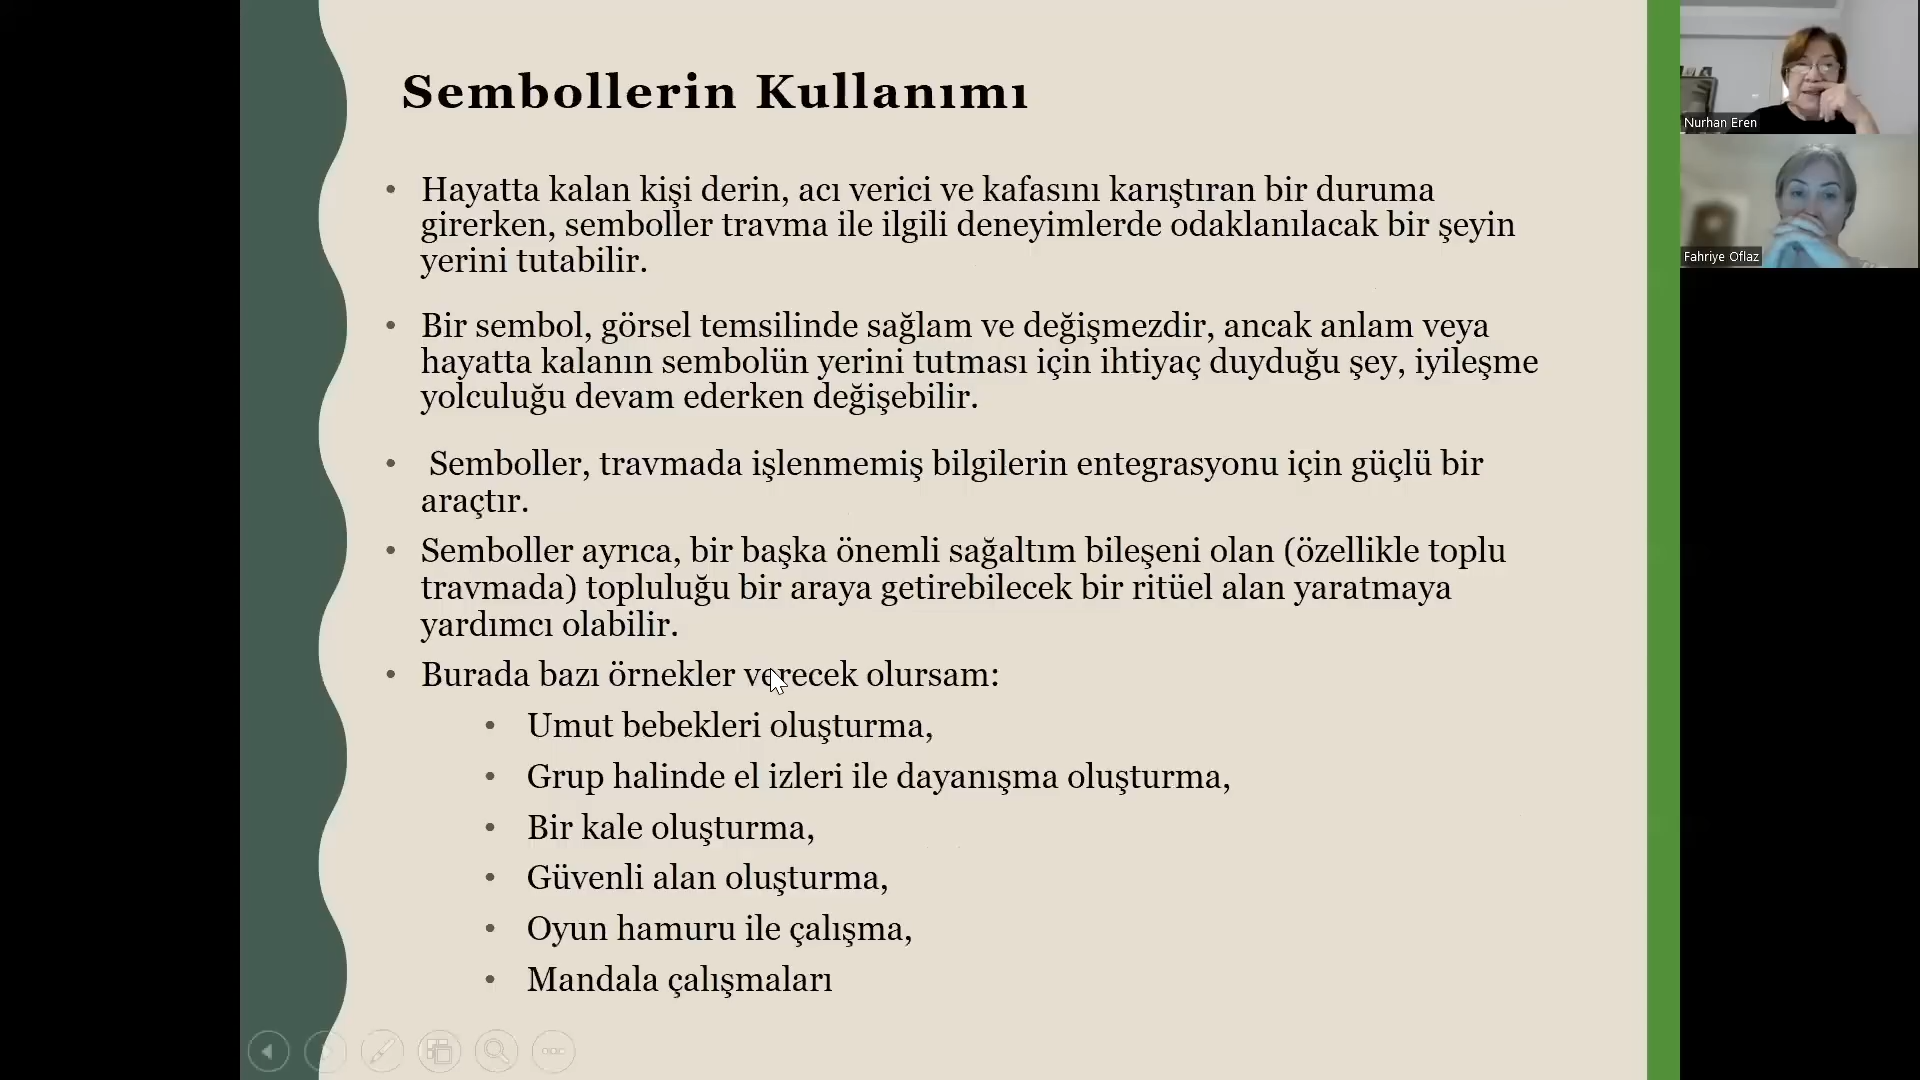 Sembollerin Kullanımı
• Hayatta kalan kişi derin, acı verici ve kafasını karıştıran bir duruma
girerken, semboller travma ile ilgili deneyimlerde odaklanılacak bir şeyin
yerini tutabilir.
• Bir sembol, görsel temsilinde sağlam ve değişmezdir, ancak anlam veya
hayatta kalanın sembolün yerini tutması için ihtiyaç duyduğu şey, iyileşme
yolculuğu devam ederken değişebilir.
• Semboller, travmada işlenmemiş bilgilerin entegrasyonu için güçlü bir
araçtır.
• Semboller ayrıca, bir başka önemli sağaltım bileşeni olan (özellikle toplu
travmada) topluluğu bir araya getirebilecek bir ritüel alan yaratmaya
yardımcı olabilir.
• Burada bazı örnekler verecek olursam:
• Umut bebekleri oluşturma,
• Grup halinde el izleri ile dayanışma oluşturma,
• Bir kale oluşturma,
• Güvenli alan oluşturma,
• Oyun hamuru ile çalışma,
• Mandala çalışmaları
Nurhan Eren
Fahriye Oflaz